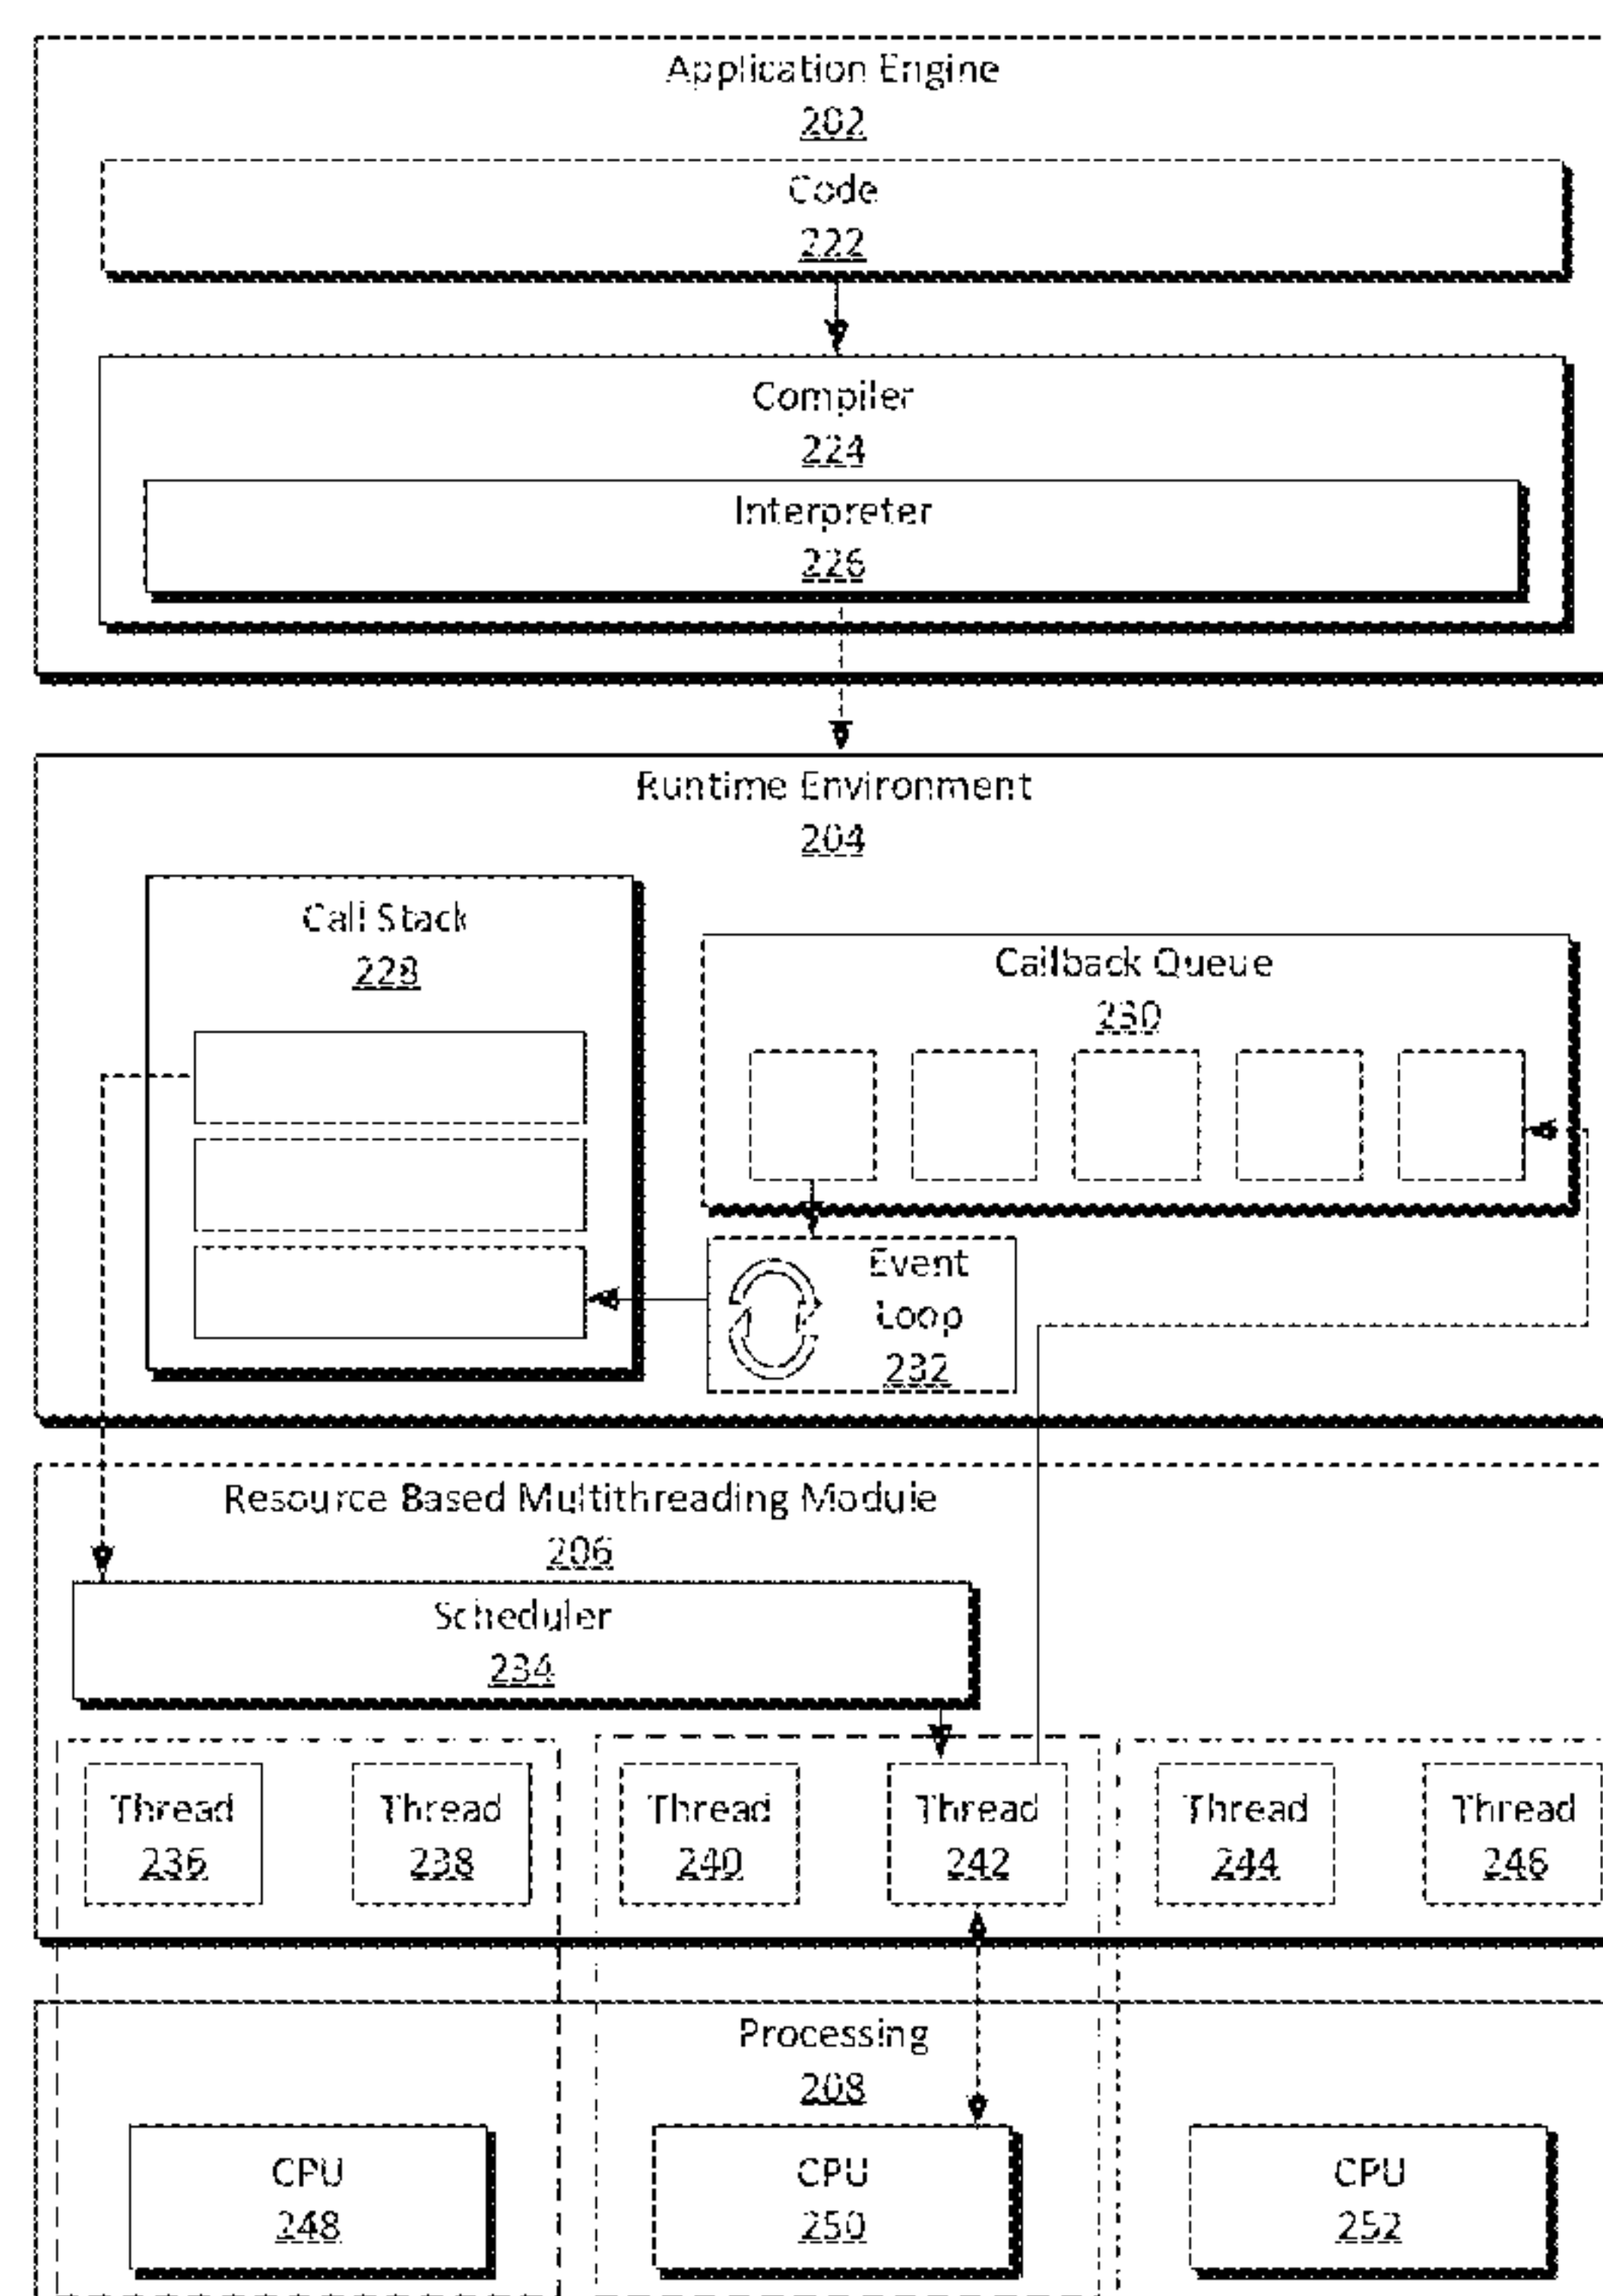 Application Engine
202
Code
222
Compiler
224
Interpreter
226
Runtime Environment
204
Call Stack
228
Callback Queue
230
Event
Loop
232
Resource Based Multithreading Module
206
Scheduler
234
Thread
236
Thread
238
Thread
240
Thread
242
Thread
244
Thread
246
Processing
208
CPU
248
CPU
250
CPU
252